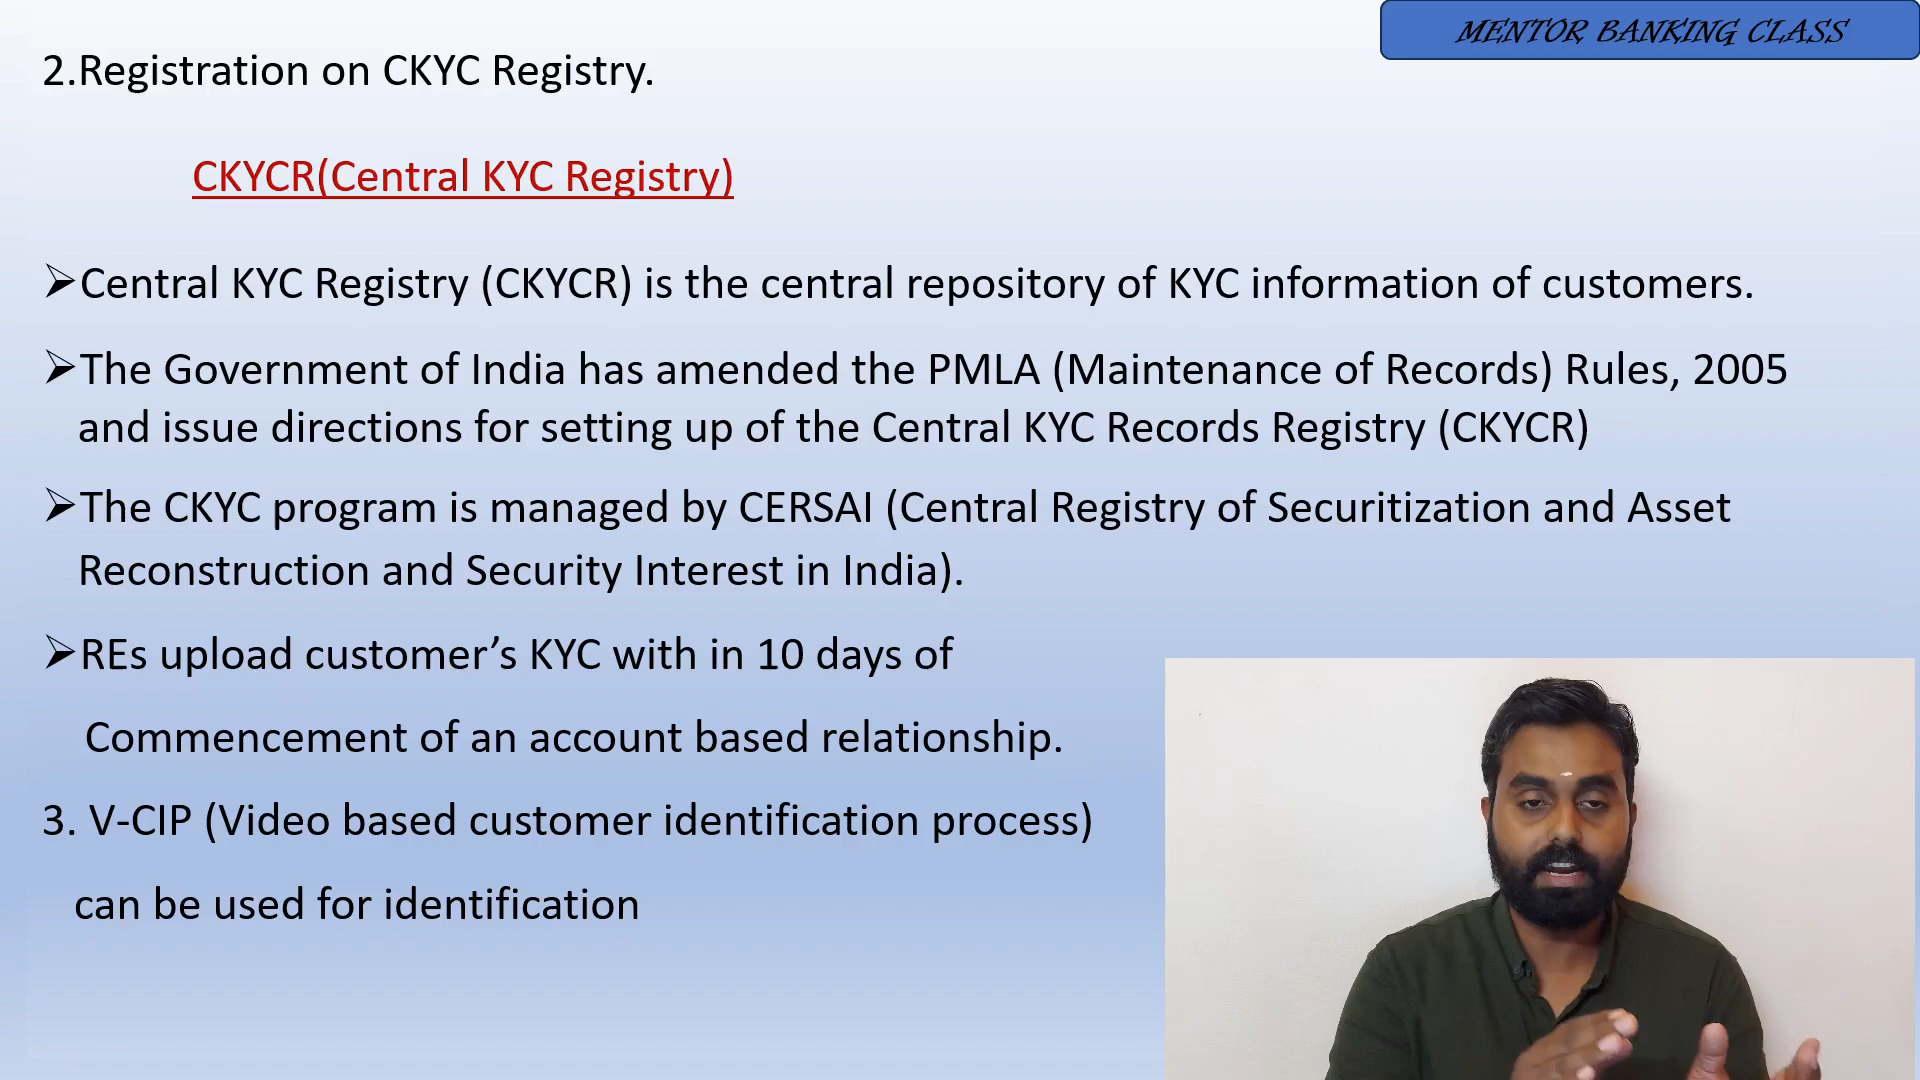 MENTOR BANKING CLASS
2.Registration on CKYC Registry.
CKYCR(Central KYC Registry)
➢Central KYC Registry (CKYCR) is the central repository of KYC information of customers.
➢The Government of India has amended the PMLA (Maintenance of Records) Rules, 2005
and issue directions for setting up of the Central KYC Records Registry (CKYCR)
➢The CKYC program is managed by CERSAI (Central Registry of Securitization and Asset
Reconstruction and Security Interest in India).
➢REs upload customer’s KYC with in 10 days of
Commencement of an account based relationship.
3. V-CIP (Video based customer identification process)
can be used for identification